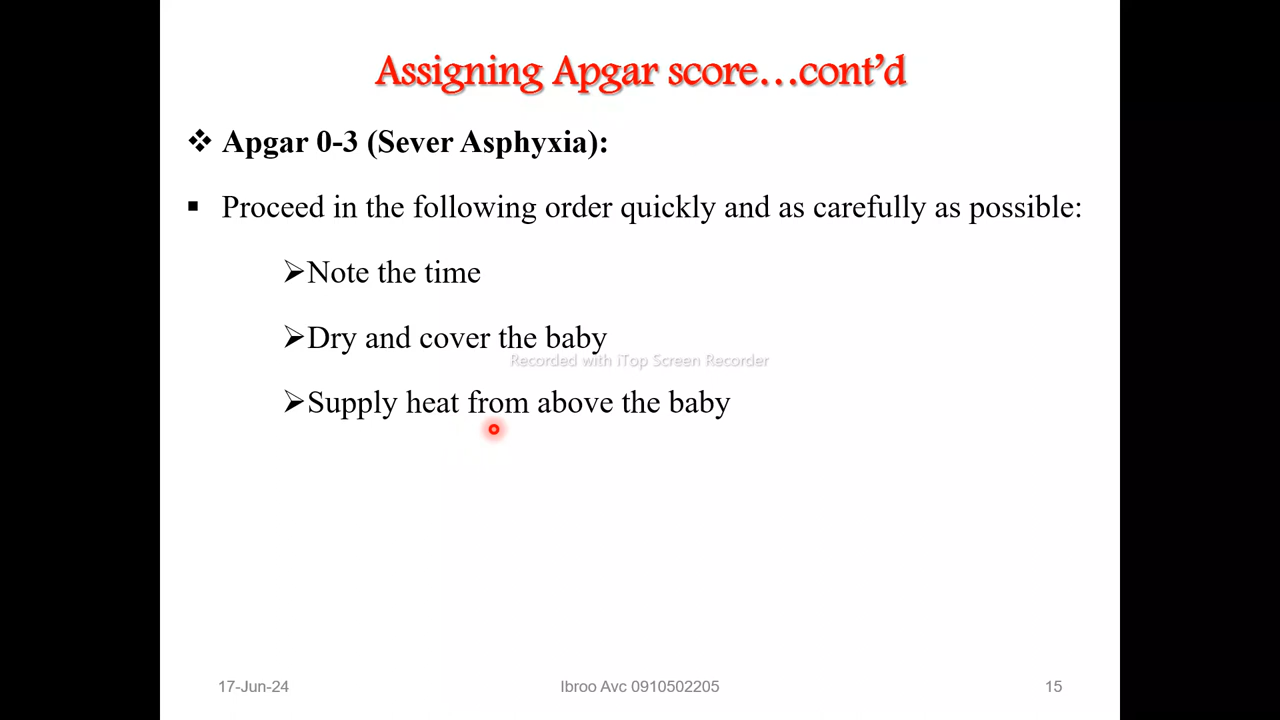 Assigning Apgar score…cont’d
❖ Apgar 0-3 (Sever Asphyxia):
▪ Proceed in the following order quickly and as carefully as possible:
➢Note the time
➢Dry and cover the baby
Recorded with iTop Screen Recorder
➢Supply heat from above the baby
17-Jun-24
Ibroo Avc 0910502205
15